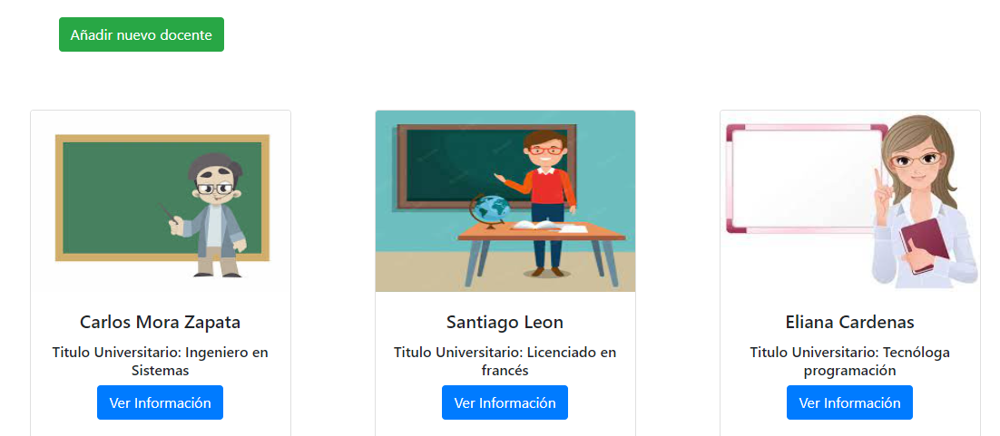 Añadir nuevo docente
Carlos Mora Zapata
Titulo Universitario: Ingeniero en
Sistemas
Ver Información
Santiago Leon
Titulo Universitario: Licenciado en
francés
Ver Información
Eliana Cardenas
Titulo Universitario: Tecnóloga
programación
Ver Información